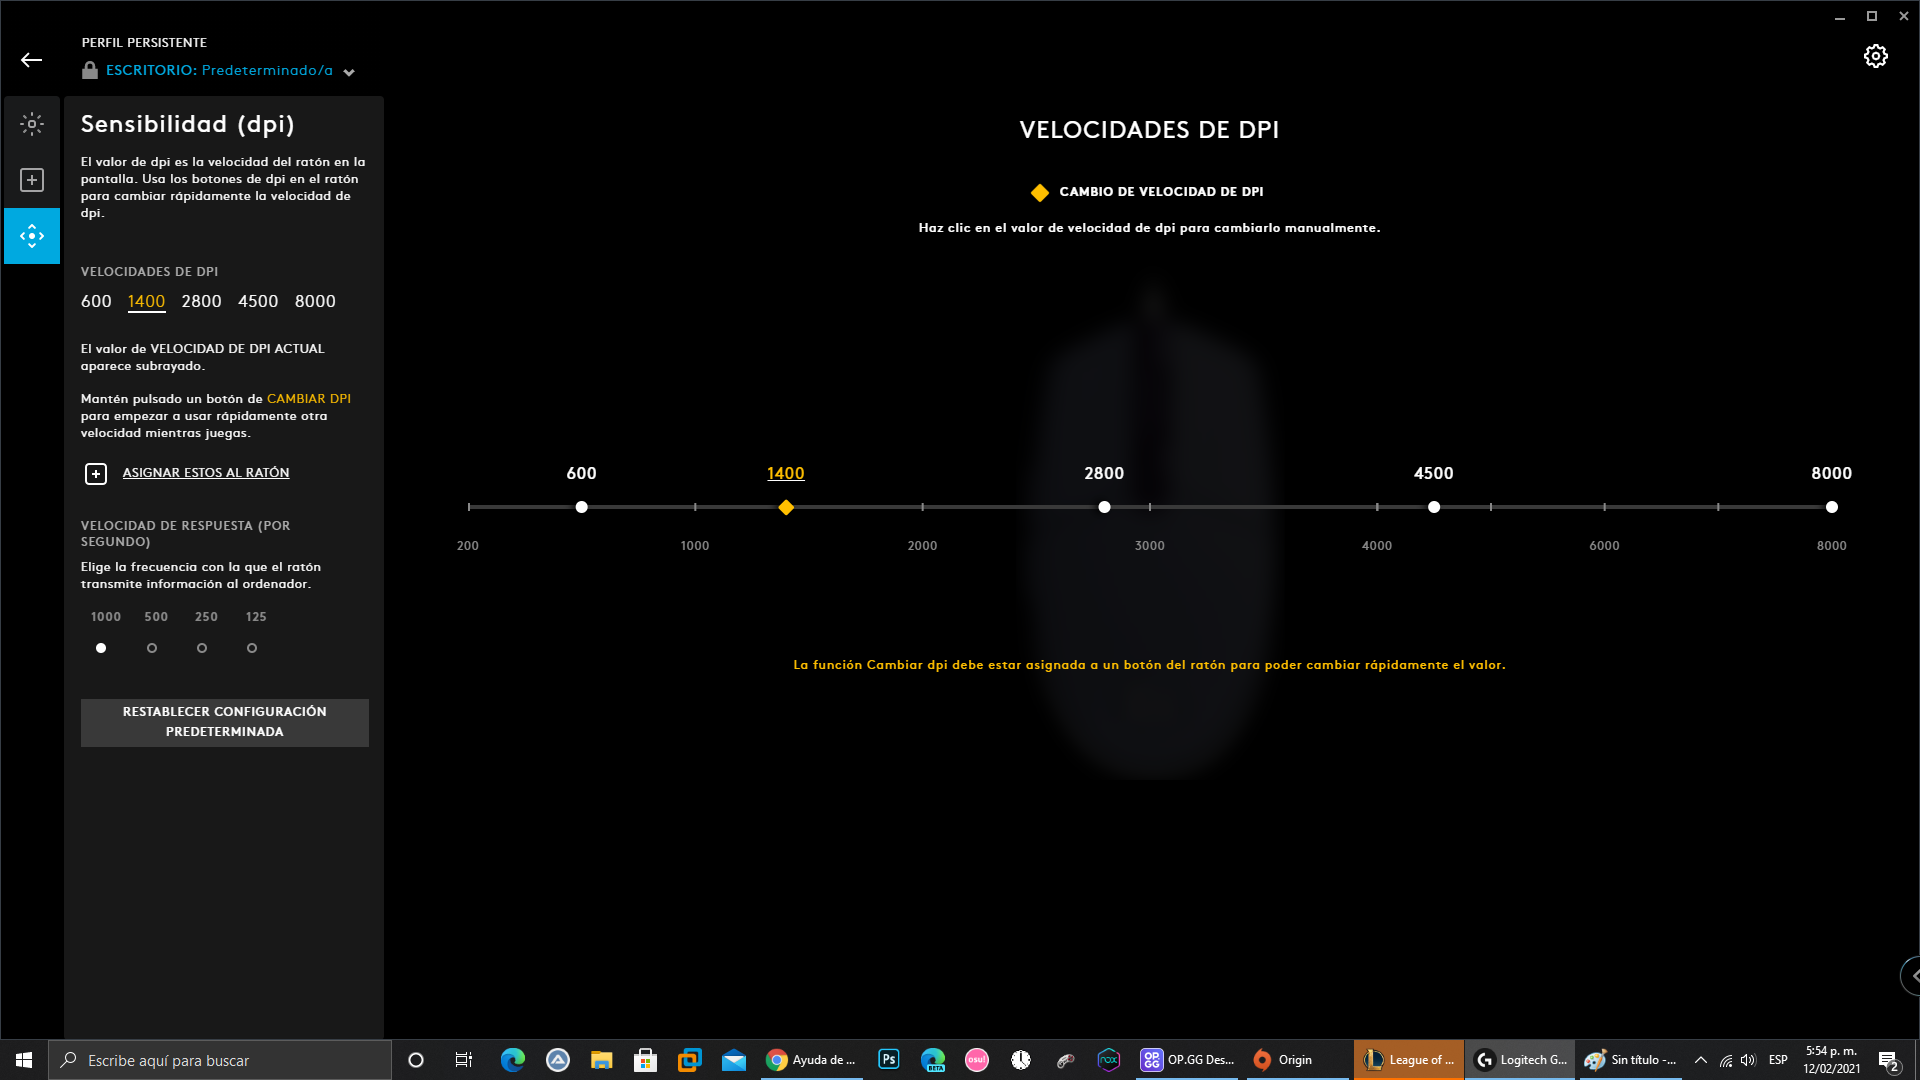 PERFIL PERSISTENTE
ESCRITORIO: Predeterminado/a
Sensibilidad (dpi)
El valor de dpi es la velocidad del ratón en la
pantalla. Usa los botones de dpi en el ratón
para cambiar rápidamente la velocidad de
dpi.
VELOCIDADES DE DPI
600 1400 2800 4500 8000
El valor de VELOCIDAD DE DPI ACTUAL
aparece subrayado.
Mantén pulsado un botón de CAMBIAR DPI
para empezar a usar rápidamente otra
velocidad mientras juegas.
ASIGNAR ESTOS AL RATÓN
VELOCIDAD DE RESPUESTA (POR
SEGUNDO)
Elige la frecuencia con la que el ratón
transmite información al ordenador.
1000 500 250 125
RESTABLECER CONFIGURACIÓN
PREDETERMINADA
VELOCIDADES DE DPI
CAMBIO DE VELOCIDAD DE DPI
Haz clic en el valor de velocidad de dpi para cambiarlo manualmente.
600 1400 2800 4500 8000
200 1000 2000 3000 4000 6000 8000
La función Cambiar dpi debe estar asignada a un botón del ratón para poder cambiar rápidamente el valor.
Escribe aquí para buscar
Ayuda de ...
Ps
BETA
osu!
nox
OP.GG
OP.GG Des...
Origin
League of ...
Logitech G...
Sin título -...
ESP
5:54 p. m.
12/02/2021
2